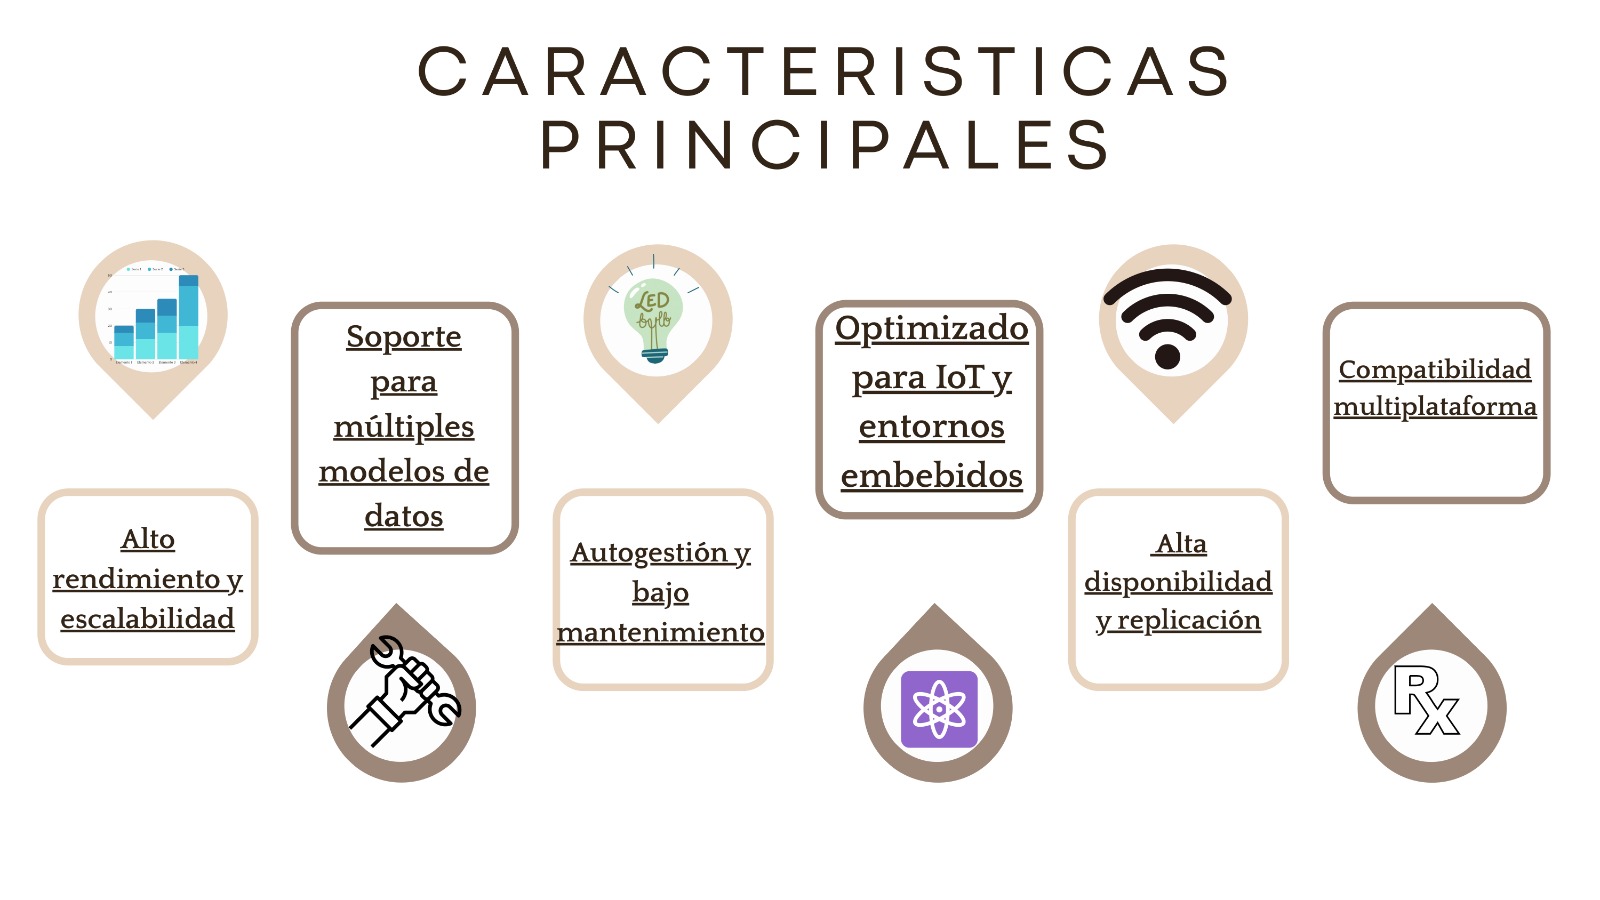 CARACTERISTICAS
PRINCIPALES
Alto
rendimiento y
escalabilidad
Soporte
para
múltiples
modelos de
datos
LED
bulb
Autogestión y
bajo
mantenimiento
Optimizado
para IoT y
entornos
embebidos
Alta
disponibilidad
y replicación
Compatibilidad
multiplataforma
Rx